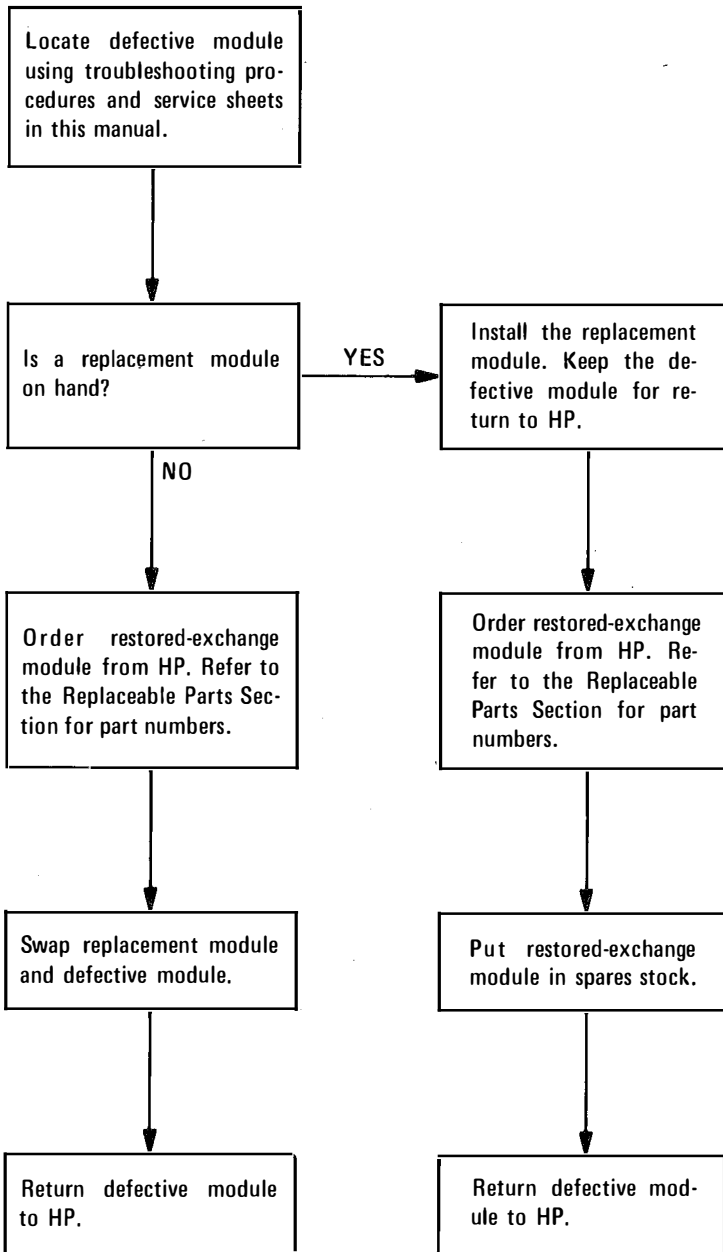 Locate defective module
using troubleshooting pro-
cedures and service sheets
in this manual.
Is a replacement module
on hand?
YES
Install the replacement
module. Keep the de-
fective module for re-
turn to HP.
NO
Order restored-exchange
module from HP. Refer to
the Replaceable Parts Sec-
tion for part numbers.
Order restored-exchange
module from HP. Re-
fer to the Replaceable
Parts Section for part
numbers.
Swap replacement module
and defective module.
Put restored-exchange
module in spares stock.
Return defective module
to HP.
Return defective mod-
ule to HP.